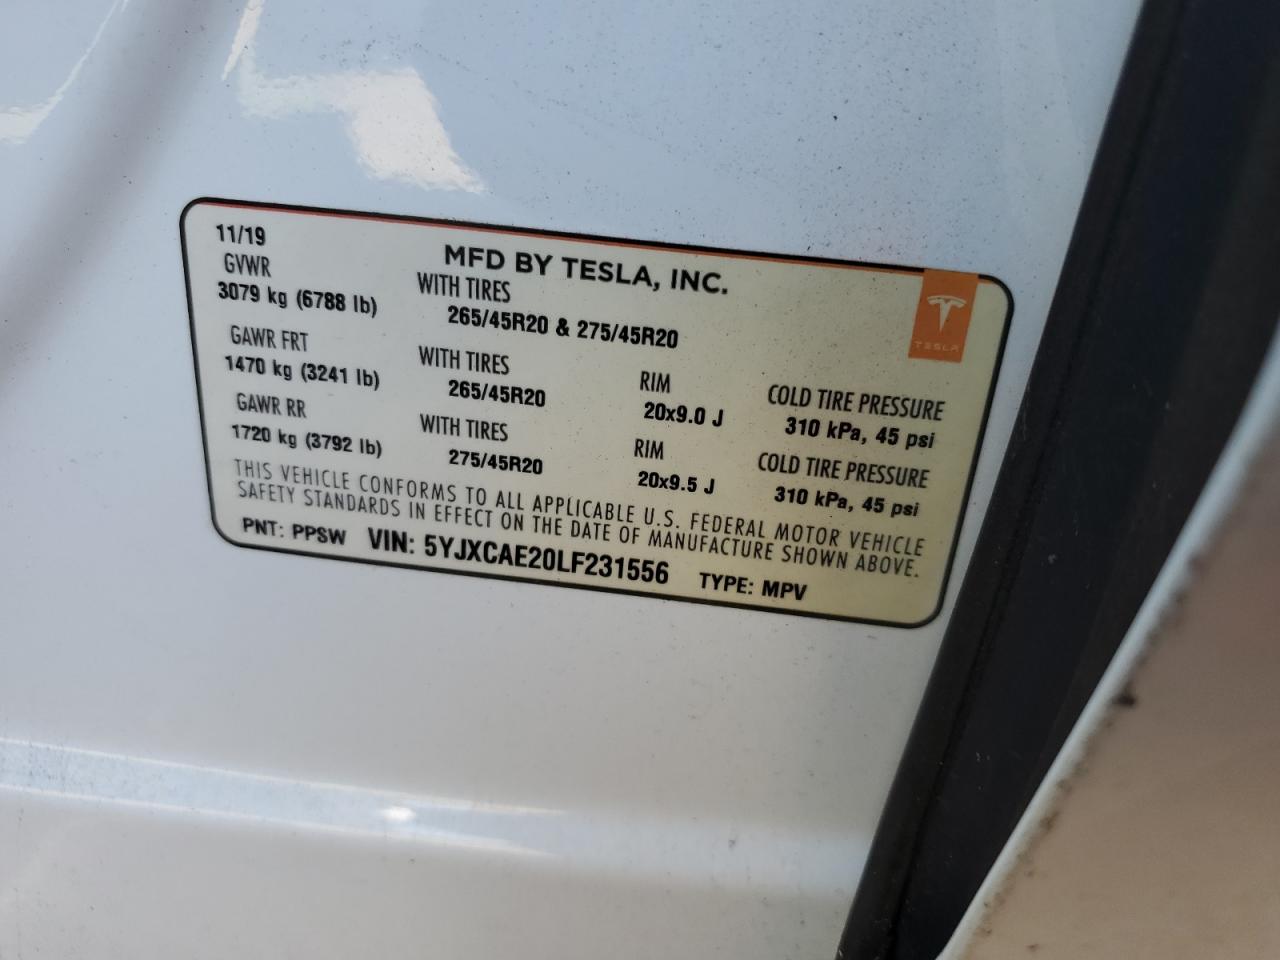 11/19
MFD BY TESLA, INC.
GVWR
3079 kg (6788 lb)
WITH TIRES
265/45R20 & 275/45R20
TESLA
GAWR FRT
1470 kg (3241 lb)
WITH TIRES
265/45R20
RIM
20x9.0 J
COLD TIRE PRESSURE
310 kPa, 45 psi
GAWR RR
1720 kg (3792 lb)
WITH TIRES
275/45R20
RIM
20x9.5 J
COLD TIRE PRESSURE
310 kPa, 45 psi
THIS VEHICLE CONFORMS TO ALL APPLICABLE U.S. FEDERAL MOTOR VEHICLE
SAFETY STANDARDS IN EFFECT ON THE DATE OF MANUFACTURE SHOWN ABOVE.
PNT: PPSW VIN: 5YJXCAE20LF231556 TYPE: MPV